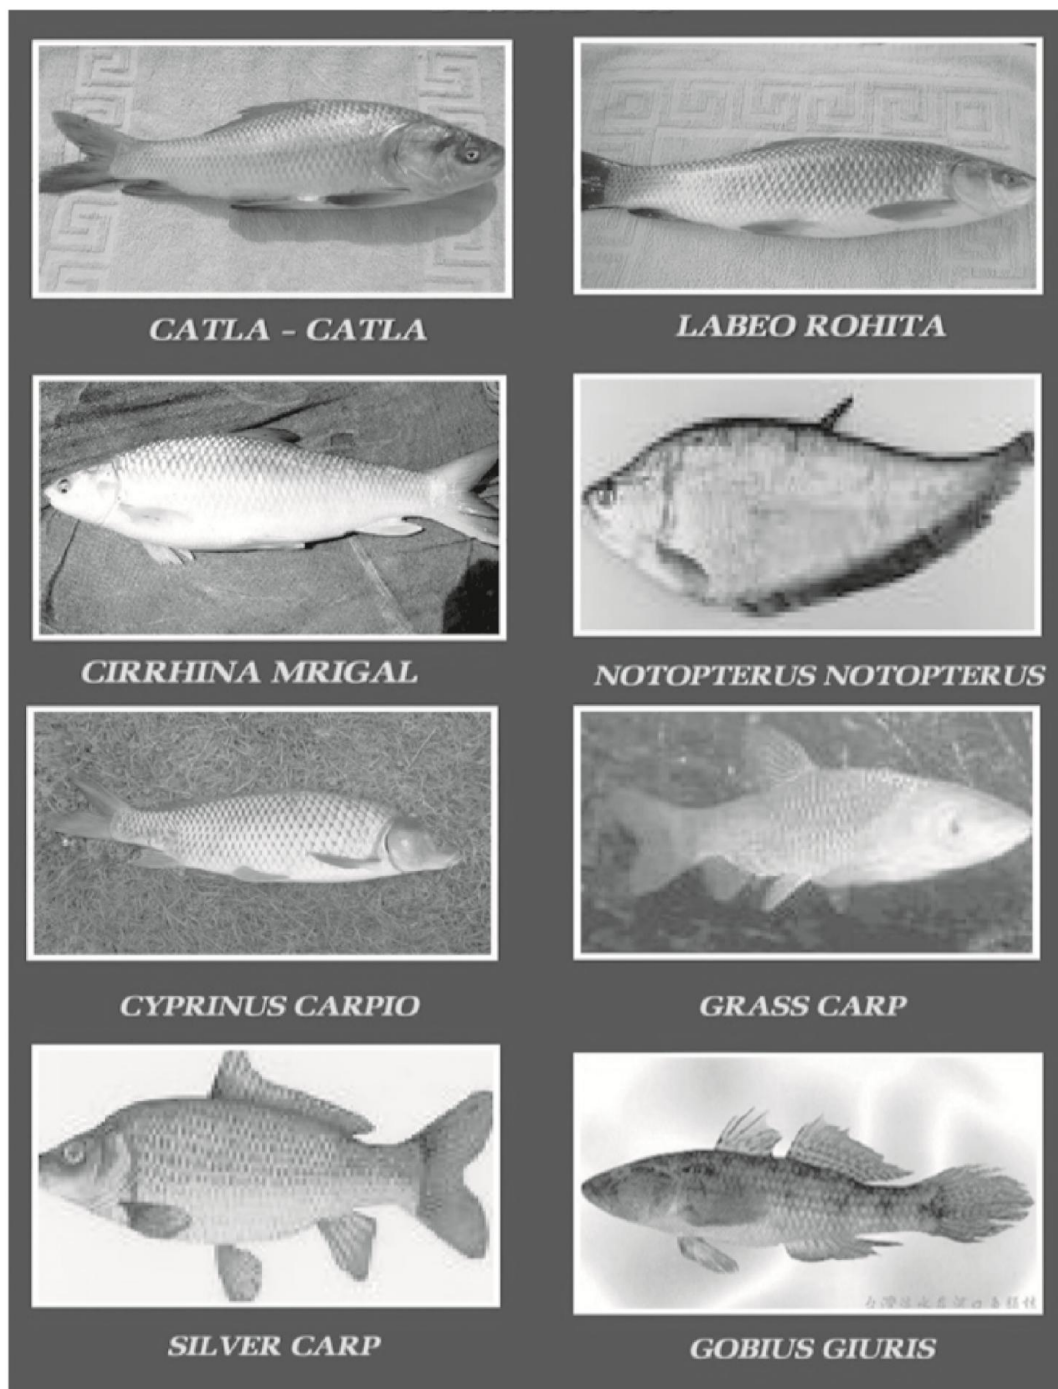 CATLA – CATLA
LABEO ROHITA
CIRRHINA MRIGAL
NOTOPTERUS NOTOPTERUS
CYPRINUS CARPIO
GRASS CARP
SILVER CARP
GOBIUS GIURIS